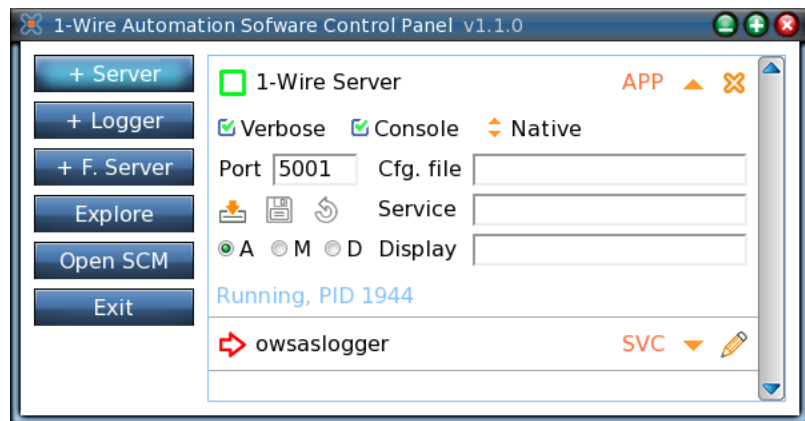 1-Wire Automation Sofware Control Panel v1.1.0
+ Server
+ Logger
+ F. Server
Explore
Open SCM
Exit
1-Wire Server APP
Verbose Console Native
Port 5001 Cfg. file
Service
A M D Display
Running, PID 1944
owsaslogger SVC